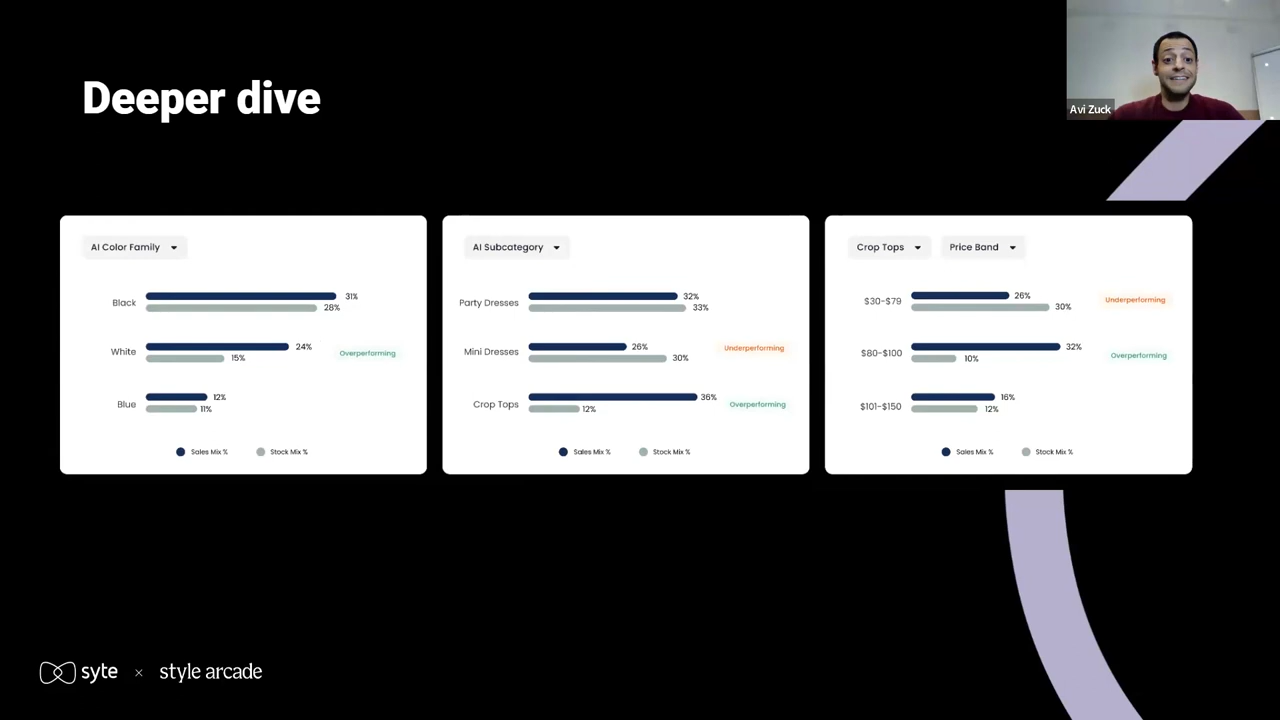 Deeper dive
Avi Zuck
AI Color Family
Black 31%
28%
White 24%
15%
Overperforming
Blue 12%
11%
Sales Mix % Stock Mix %
AI Subcategory
Party Dresses 32%
33%
Mini Dresses 26%
30%
Underperforming
Crop Tops 36%
12%
Overperforming
Sales Mix % Stock Mix %
Crop Tops Price Band
$30-$79 26%
30%
Underperforming
$80-$100 32%
10%
Overperforming
$101-$150 16%
12%
Sales Mix % Stock Mix %
syte × style arcade